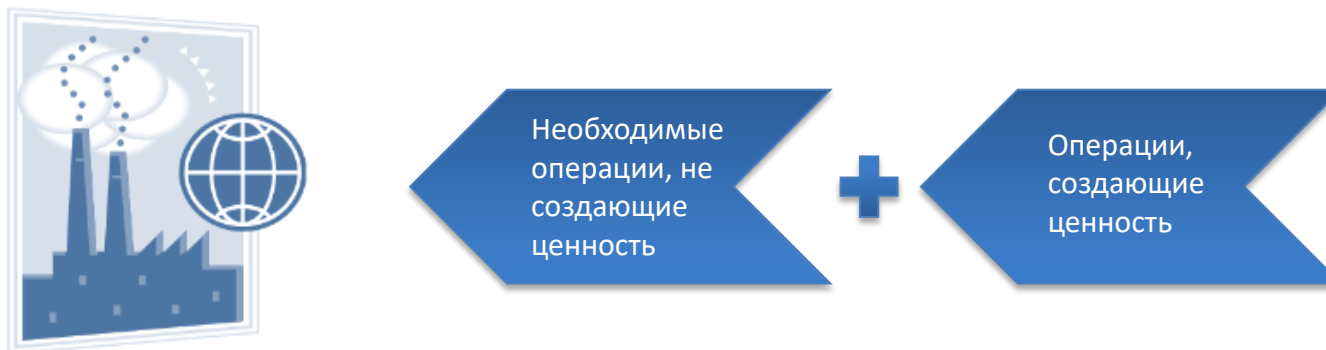 Необходимые
операции, не
создающие
ценность
Операции,
создающие
ценность